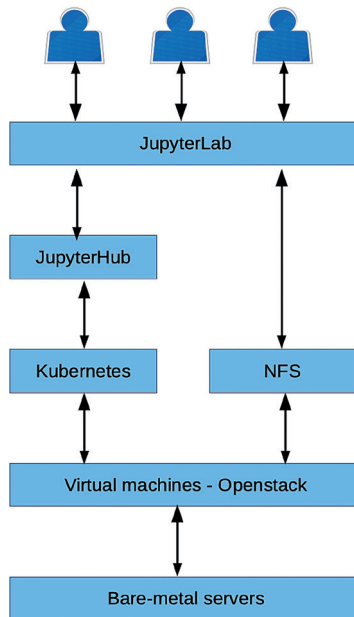 JupyterLab
JupyterHub
Kubernetes
NFS
Virtual machines - Openstack
Bare-metal servers